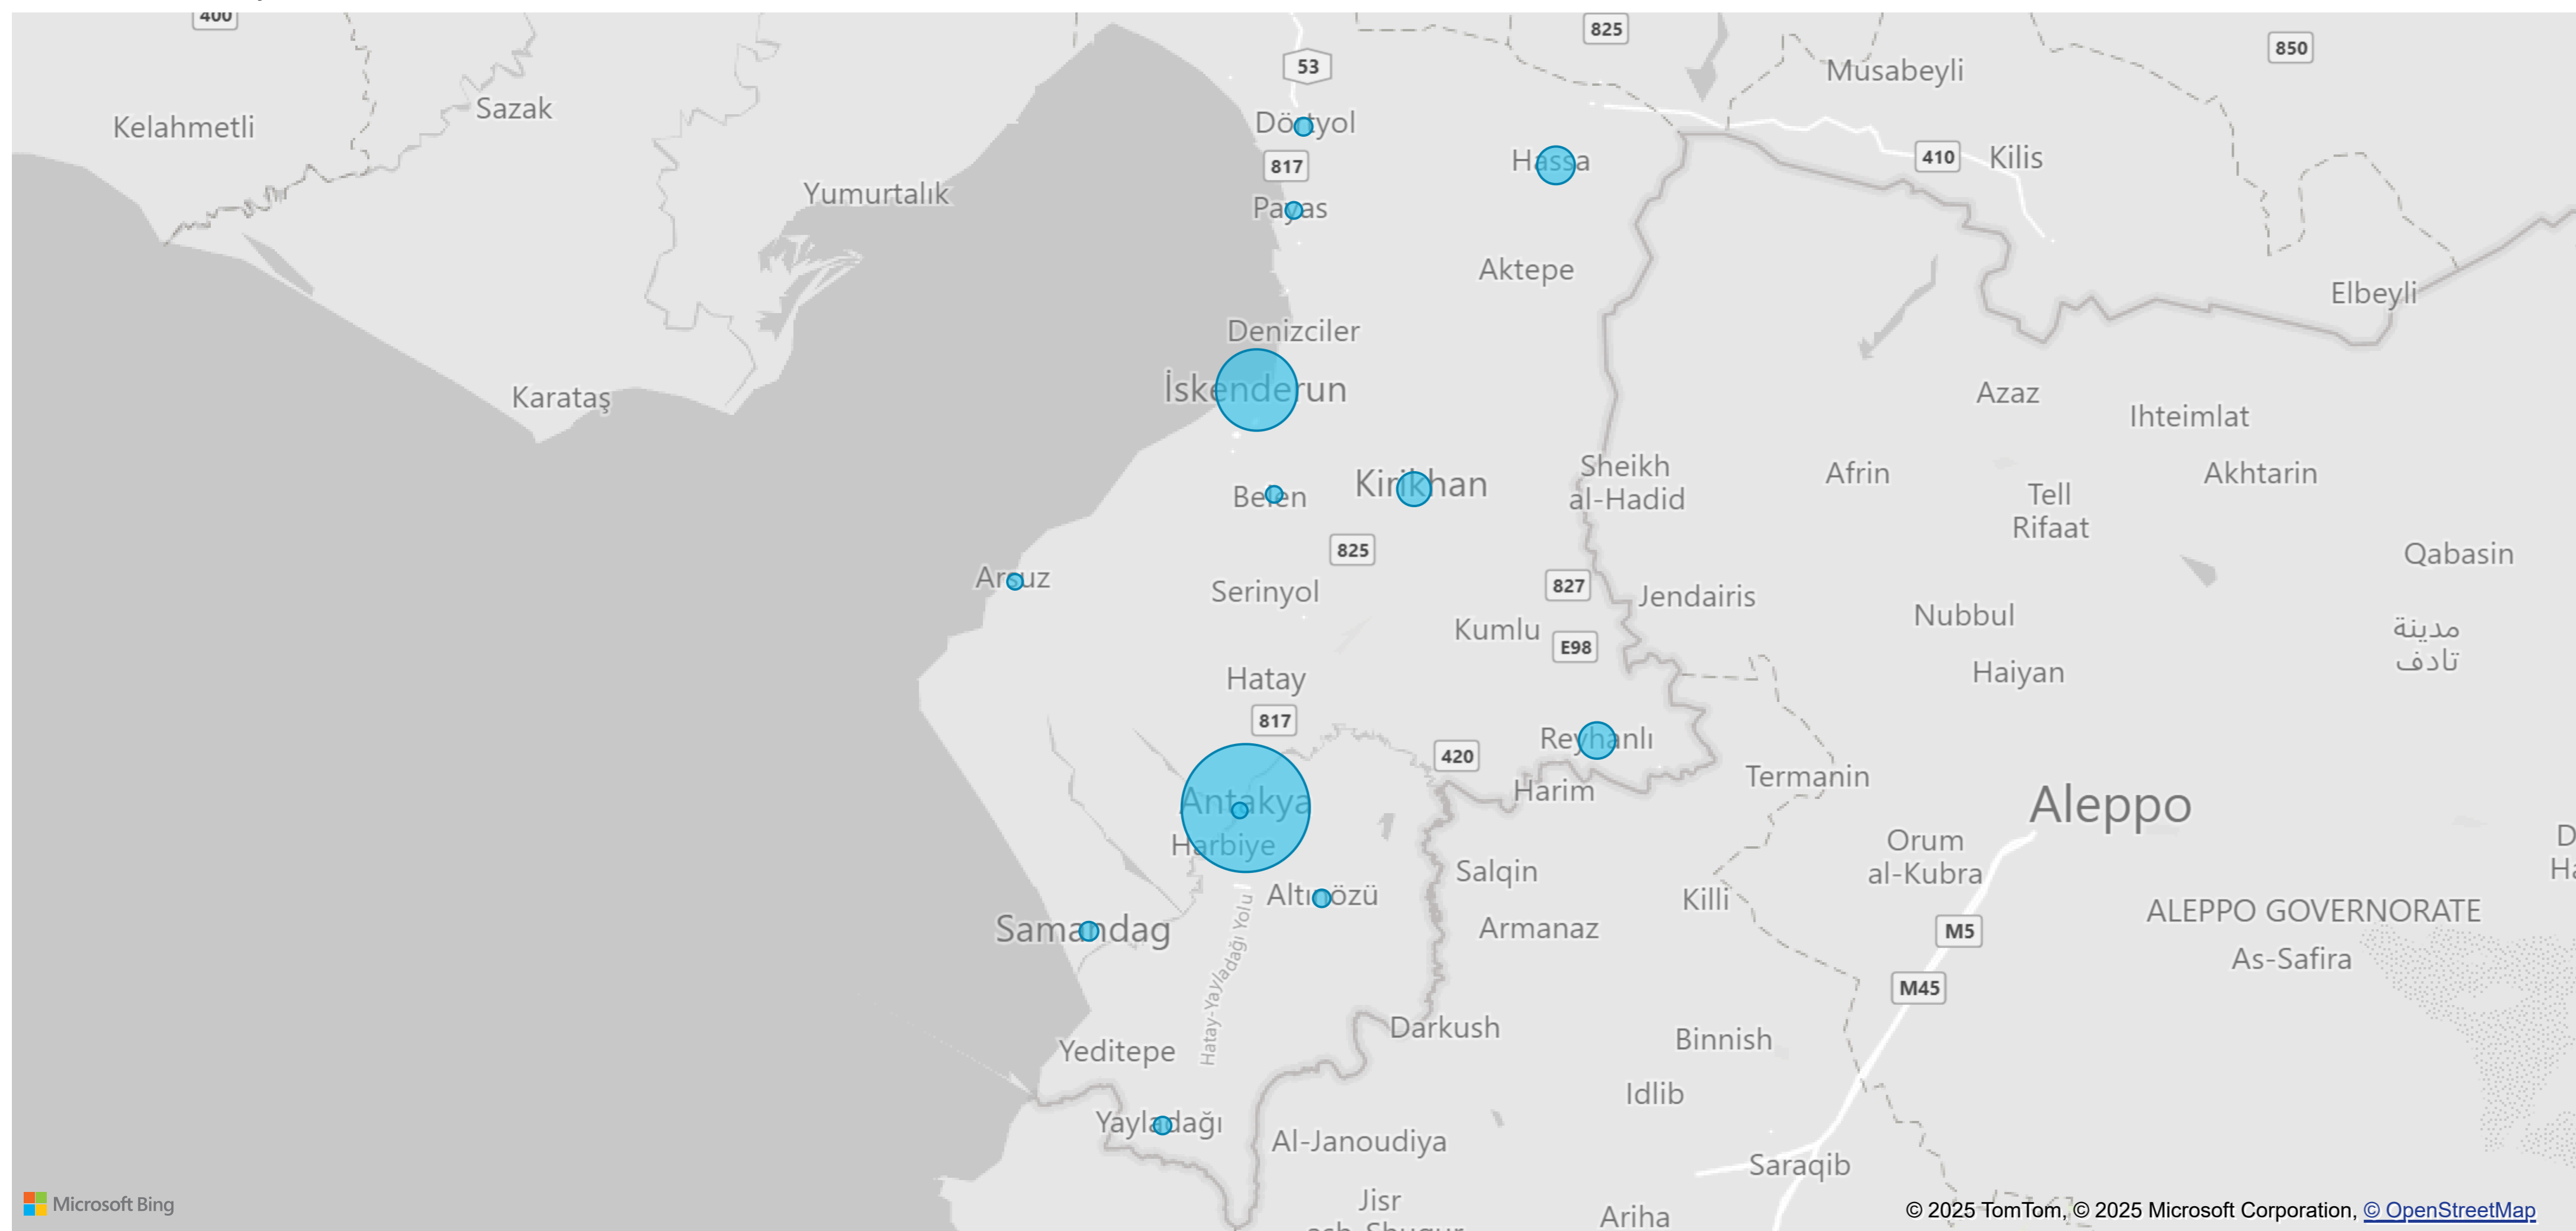 400
825
850
53
Musabeyli
Sazak
Kelahmetli
Dörtyol
817
Hassa
410
Kilis
Yumurtalık
Payas
Aktepe
Elbeyli
Denizciler
İskenderun
Karataş
Azaz
Ihteimlat
Sheikh
al-Hadid
Afrin
Akhtarin
Kirikhan
Belen
Tell
Rifaat
825
Qabasin
Arsuz
Serinyol
827
Jendairis
Nubbul
Kumlu
E98
مدينة
تادف
Hatay
Haiyan
817
Reyhanlı
420
Termanin
Harim
Antakya
Aleppo
Harbiye
Orum
al-Kubra
Salqin
Altınözü
Killi
ALEPPO GOVERNORATE
Samandag
Armanaz
M5
As-Safira
Hatay-Yayladağı Yolu
M45
Darkush
Yeditepe
Binnish
Idlib
Yayladağı
Al-Janoudiya
Saraqib
Jisr
Ariha
Microsoft Bing
© 2025 TomTom, © 2025 Microsoft Corporation, © OpenStreetMap